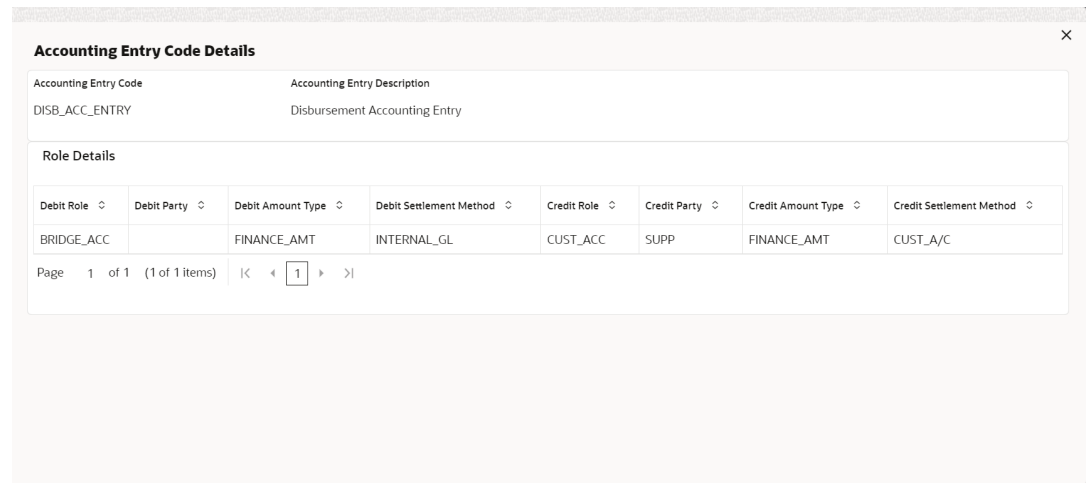 Accounting Entry Code Details
Accounting Entry Code Accounting Entry Description
DISB_ACC_ENTRY Disbursement Accounting Entry
Role Details
Debit Role Debit Party Debit Amount Type Debit Settlement Method Credit Role Credit Party Credit Amount Type Credit Settlement Method
BRIDGE_ACC FINANCE_AMT INTERNAL_GL CUST_ACC SUPP FINANCE_AMT CUST_A/C
Page 1 of 1 (1 of 1 items) 1